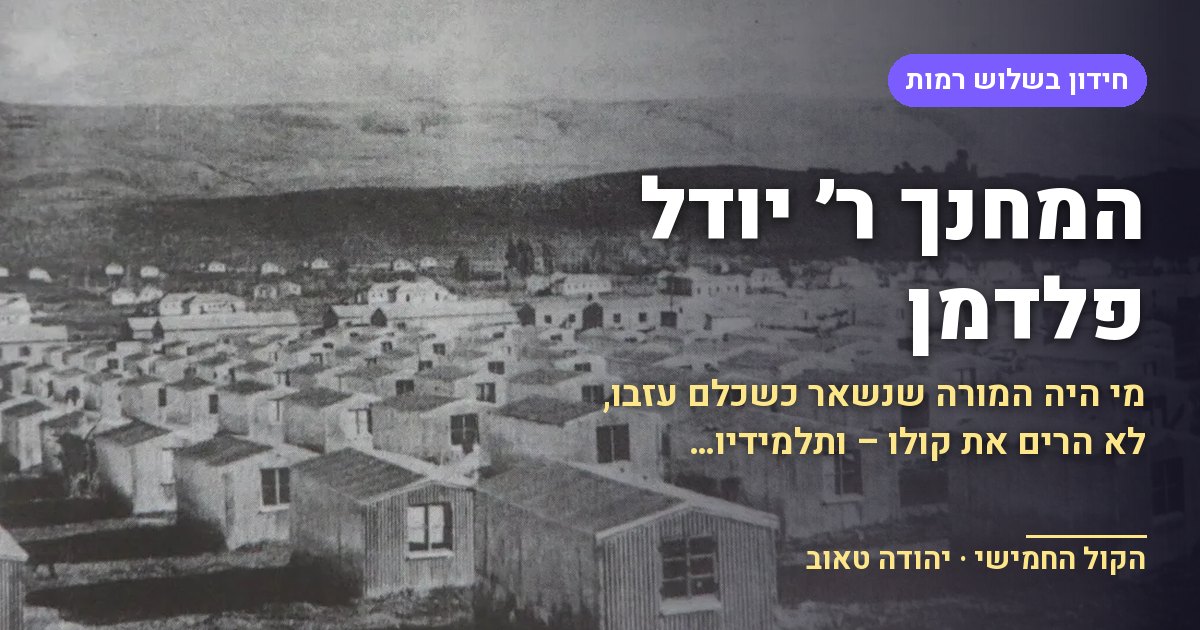 חידון בשלוש רמות
המחנך ר׳ יודל
פלדמן
מי היה המורה שנשאר כשכלם עזבו,
לא הרים את קולו – ותלמידיו...
הקול החמישי · יהודה טאוב